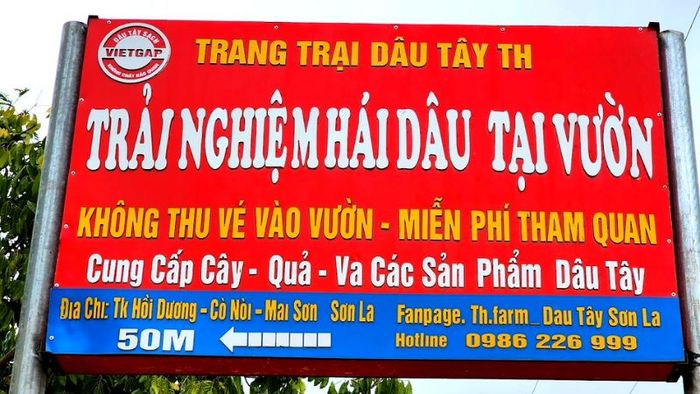 DÂU TÂY SẠCH
VIETGAP
TRANG TRẠI DÂU TÂY TH
TRẢI NGHIỆM HÁI DÂU TẠI VƯỜN
KHÔNG THU VÉ VÀO VƯỜN - MIỄN PHÍ THAM QUAN
Cung Cấp Cây - Quả - Va Các Sản Phẩm Dâu Tây
Địa Chỉ: Tk Hồi Dương - Cò Nòi - Mai Sơn Sơn La
Fanpage. Th.farm_Dau Tây Sơn La
50M
Hotline 0986 226 999